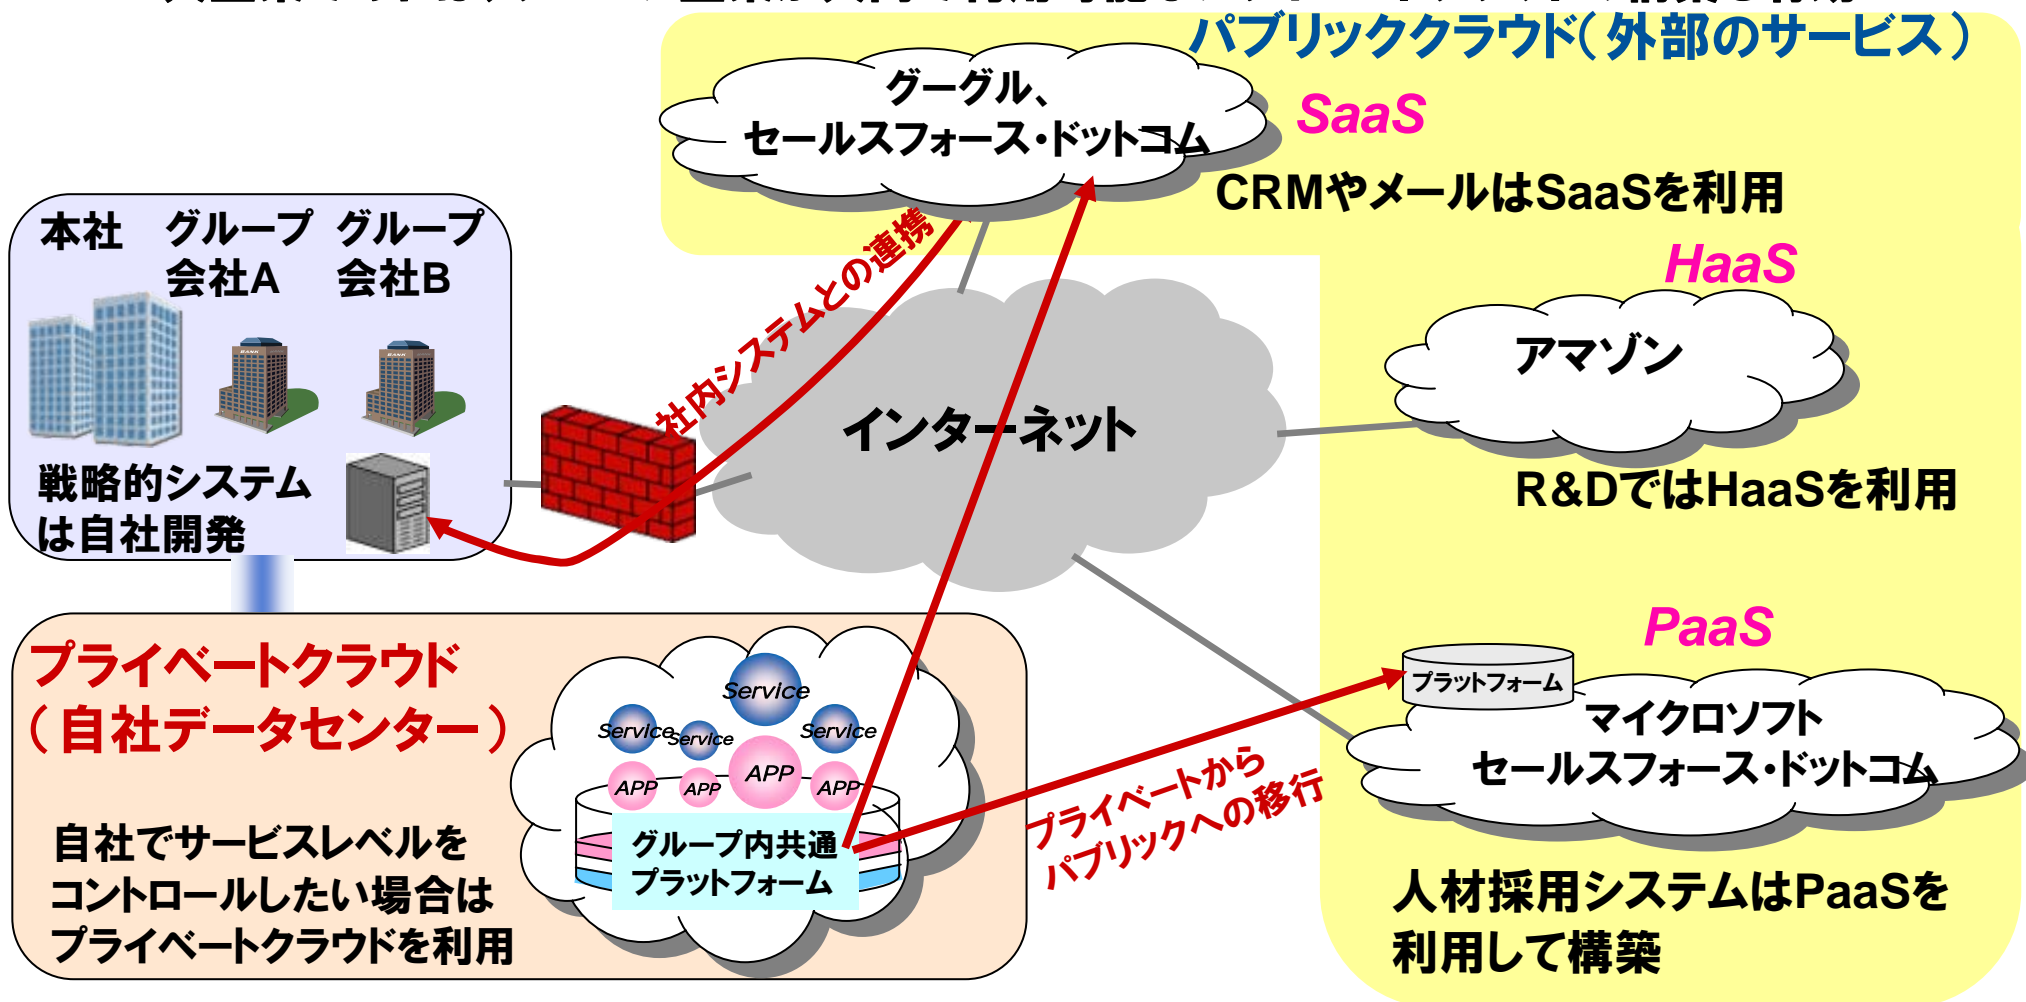 パブリッククラウド（外部のサービス）
グーグル、
セールスフォース・ドットコム
SaaS
CRMやメールはSaaSを利用
本社
グループ
会社A
グループ
会社B
戦略的システム
は自社開発
社内システムとの連携
インターネット
HaaS
アマゾン
R&DではHaaSを利用
プライベートクラウド
（自社データセンター）
自社でサービスレベルを
コントロールしたい場合は
プライベートクラウドを利用
Service
Service
Service
Service
APP
APP
APP
APP
グループ内共通
プラットフォーム
プライベートから
パブリックへの移行
PaaS
プラットフォーム
マイクロソフト
セールスフォース・ドットコム
人材採用システムはPaaSを
利用して構築